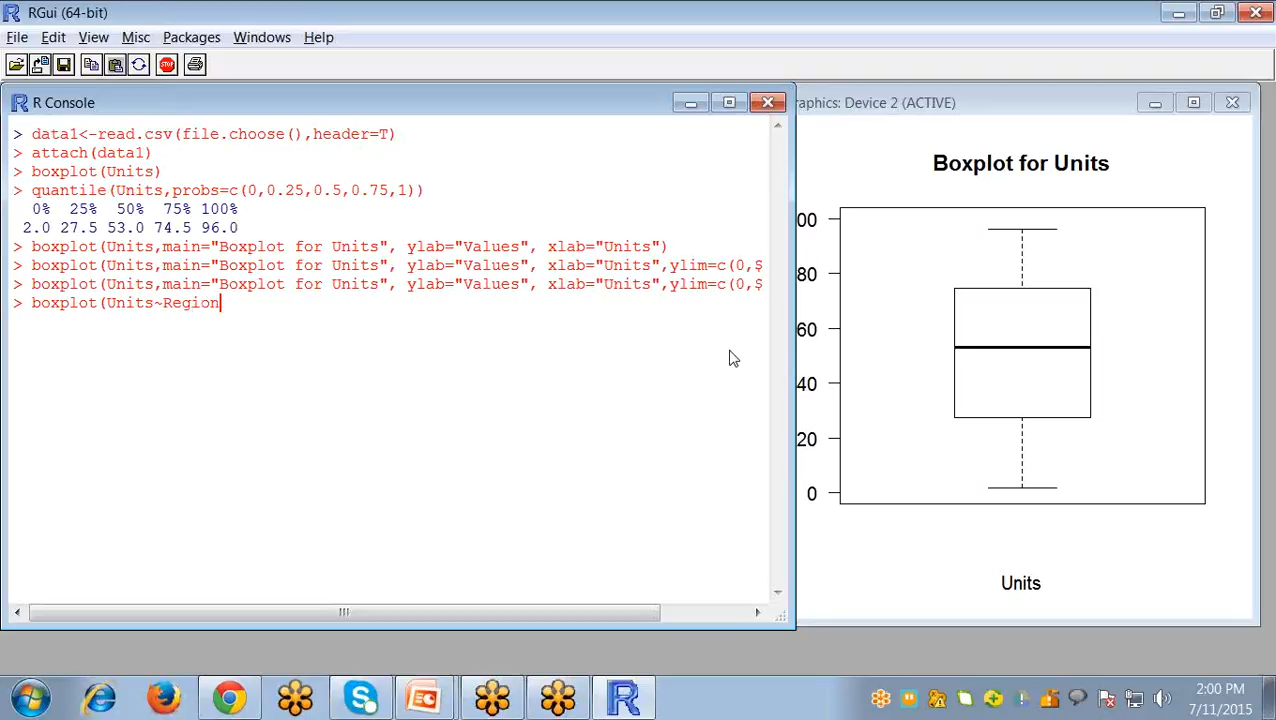 RGui (64-bit)
File Edit View Misc Packages Windows Help
R Console
> data1<-read.csv(file.choose(),header=T)
> attach(data1)
> boxplot(Units)
> quantile(Units,probs=c(0,0.25,0.5,0.75,1))
0% 25% 50% 75% 100%
2.0 27.5 53.0 74.5 96.0
> boxplot(Units,main="Boxplot for Units", ylab="Values", xlab="Units")
> boxplot(Units,main="Boxplot for Units", ylab="Values", xlab="Units",ylim=c(0,$
> boxplot(Units,main="Boxplot for Units", ylab="Values", xlab="Units",ylim=c(0,$
> boxplot(Units~Region
raphics: Device 2 (ACTIVE)
Boxplot for Units
00
80
60
40
20
0
Units
2:00 PM
7/11/2015